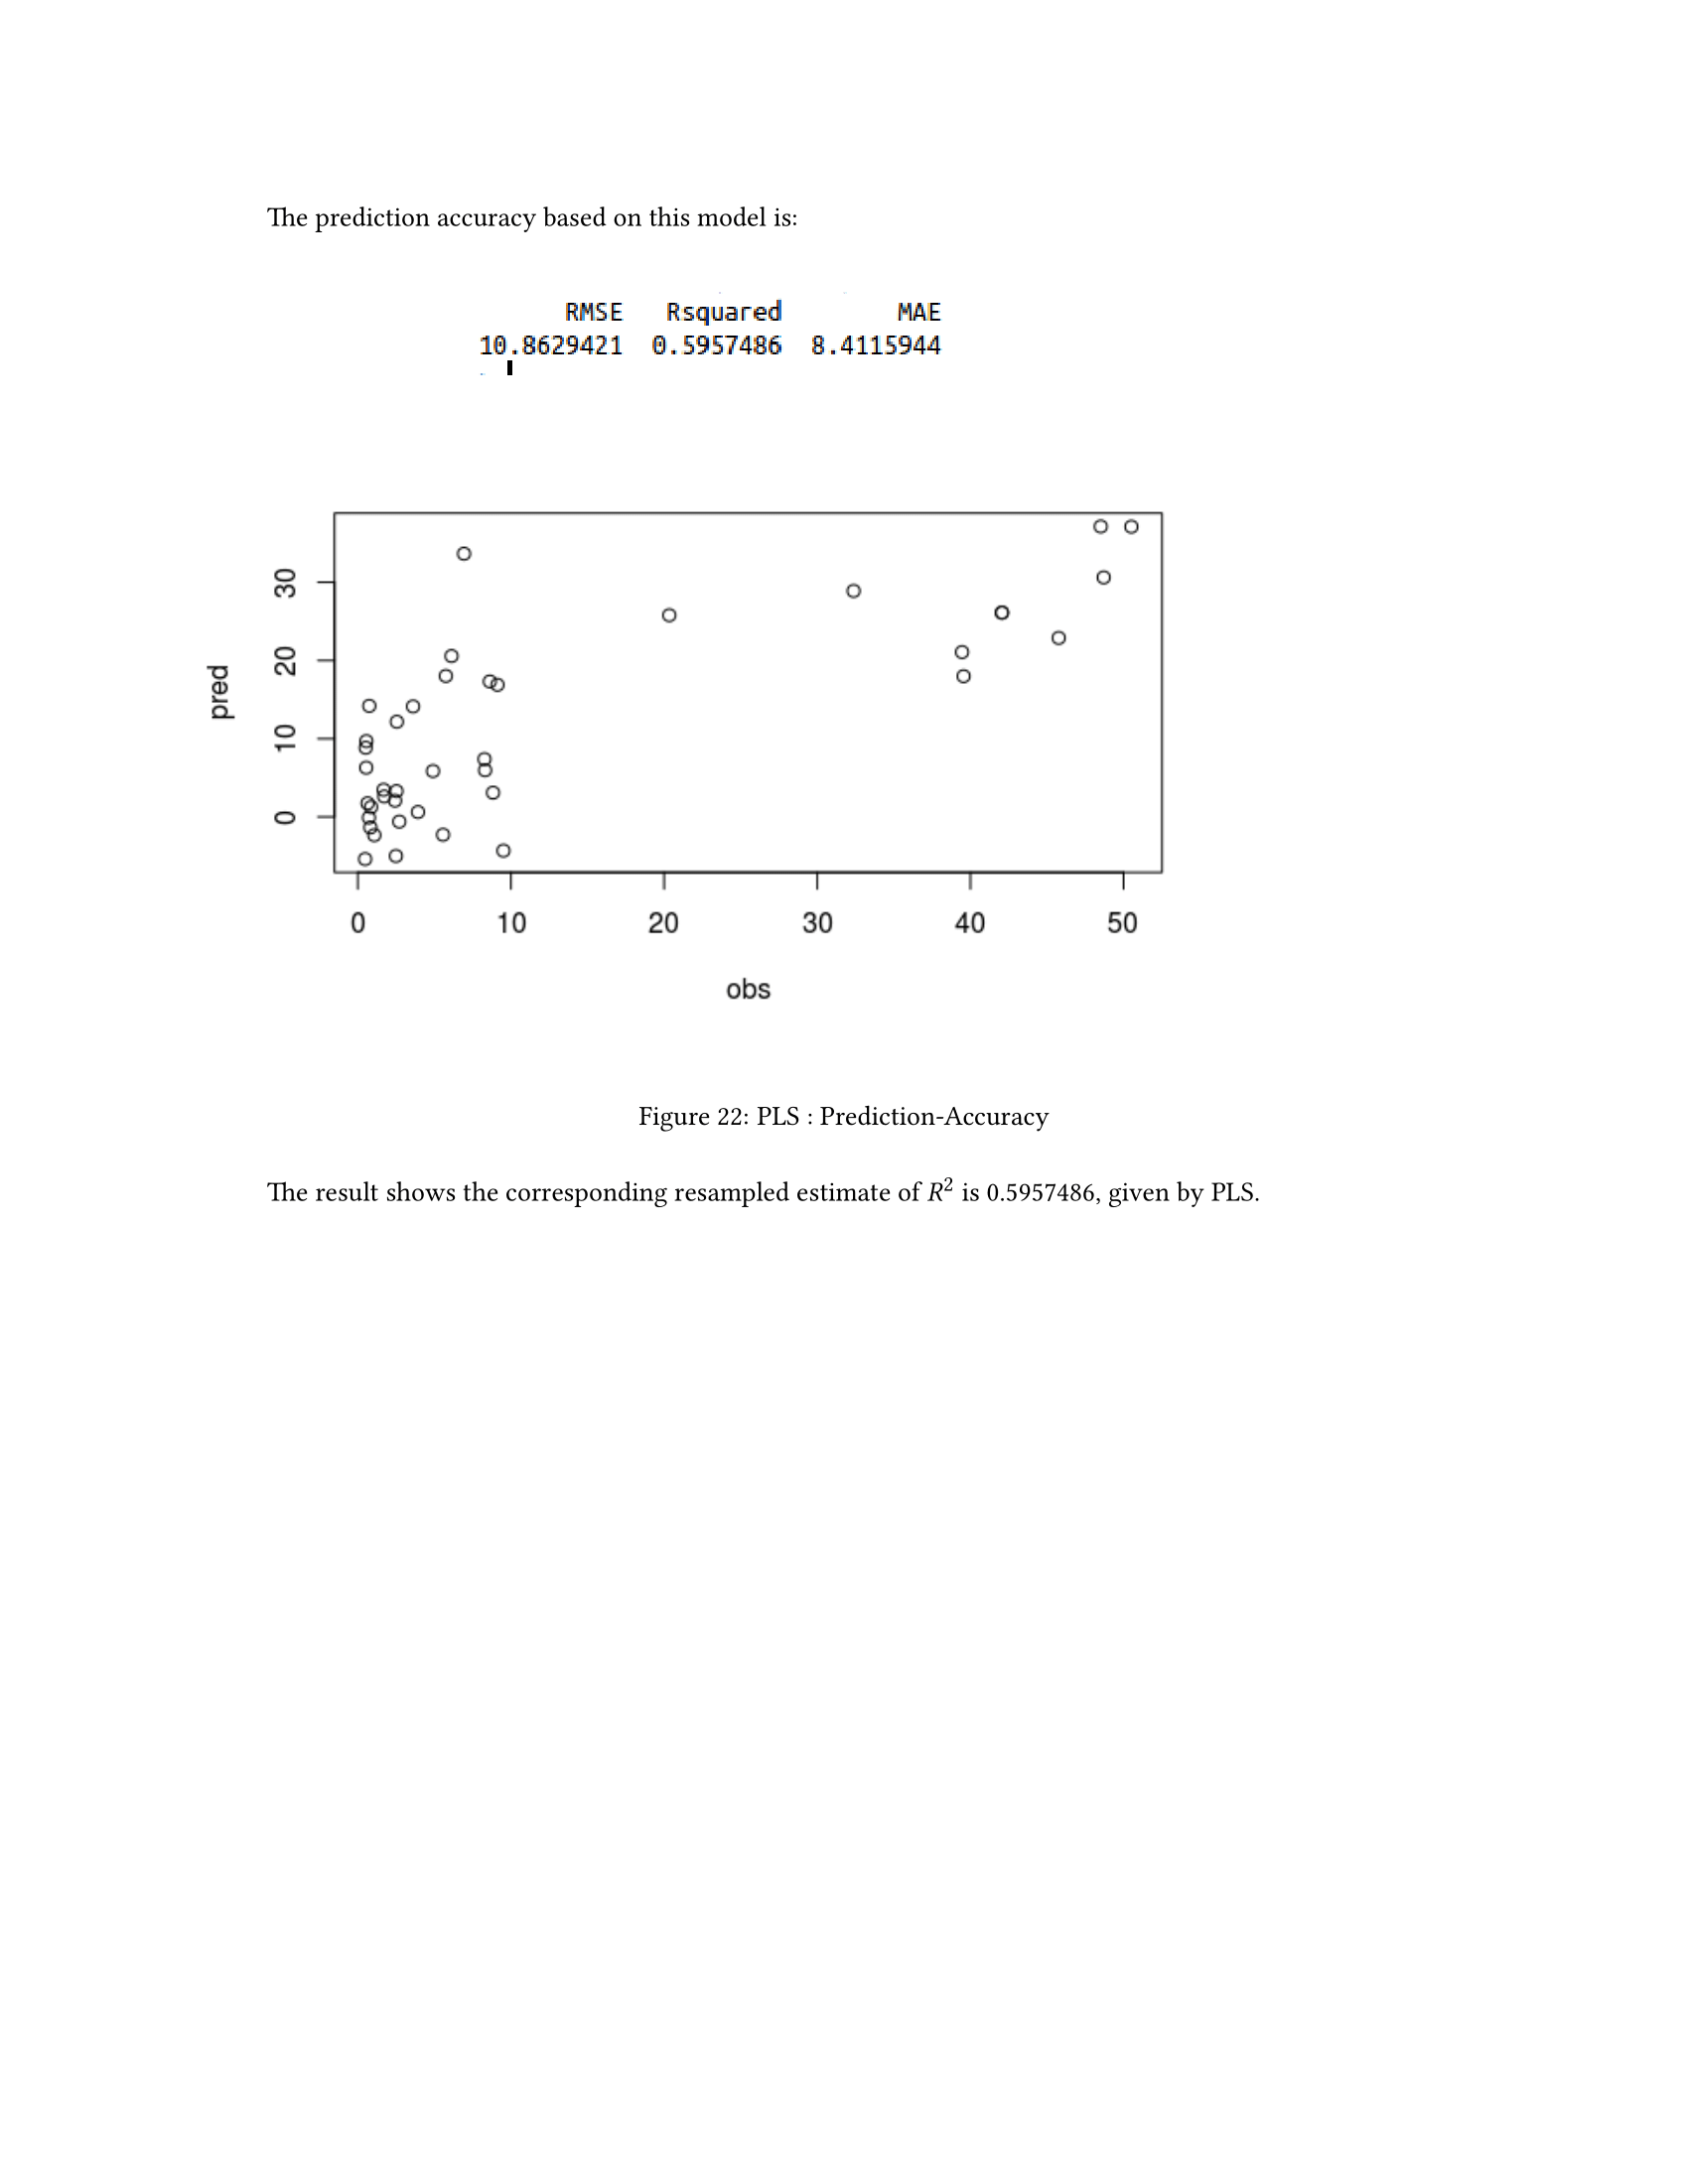 The prediction accuracy based on this model is:
RMSE Rsquared MAE
10.8629421 0.5957486 8.4115944
30
20
10
0
pred
0 10 20 30 40 50
obs
Figure 22: PLS : Prediction-Accuracy
The result shows the corresponding resampled estimate of R² is 0.5957486, given by PLS.